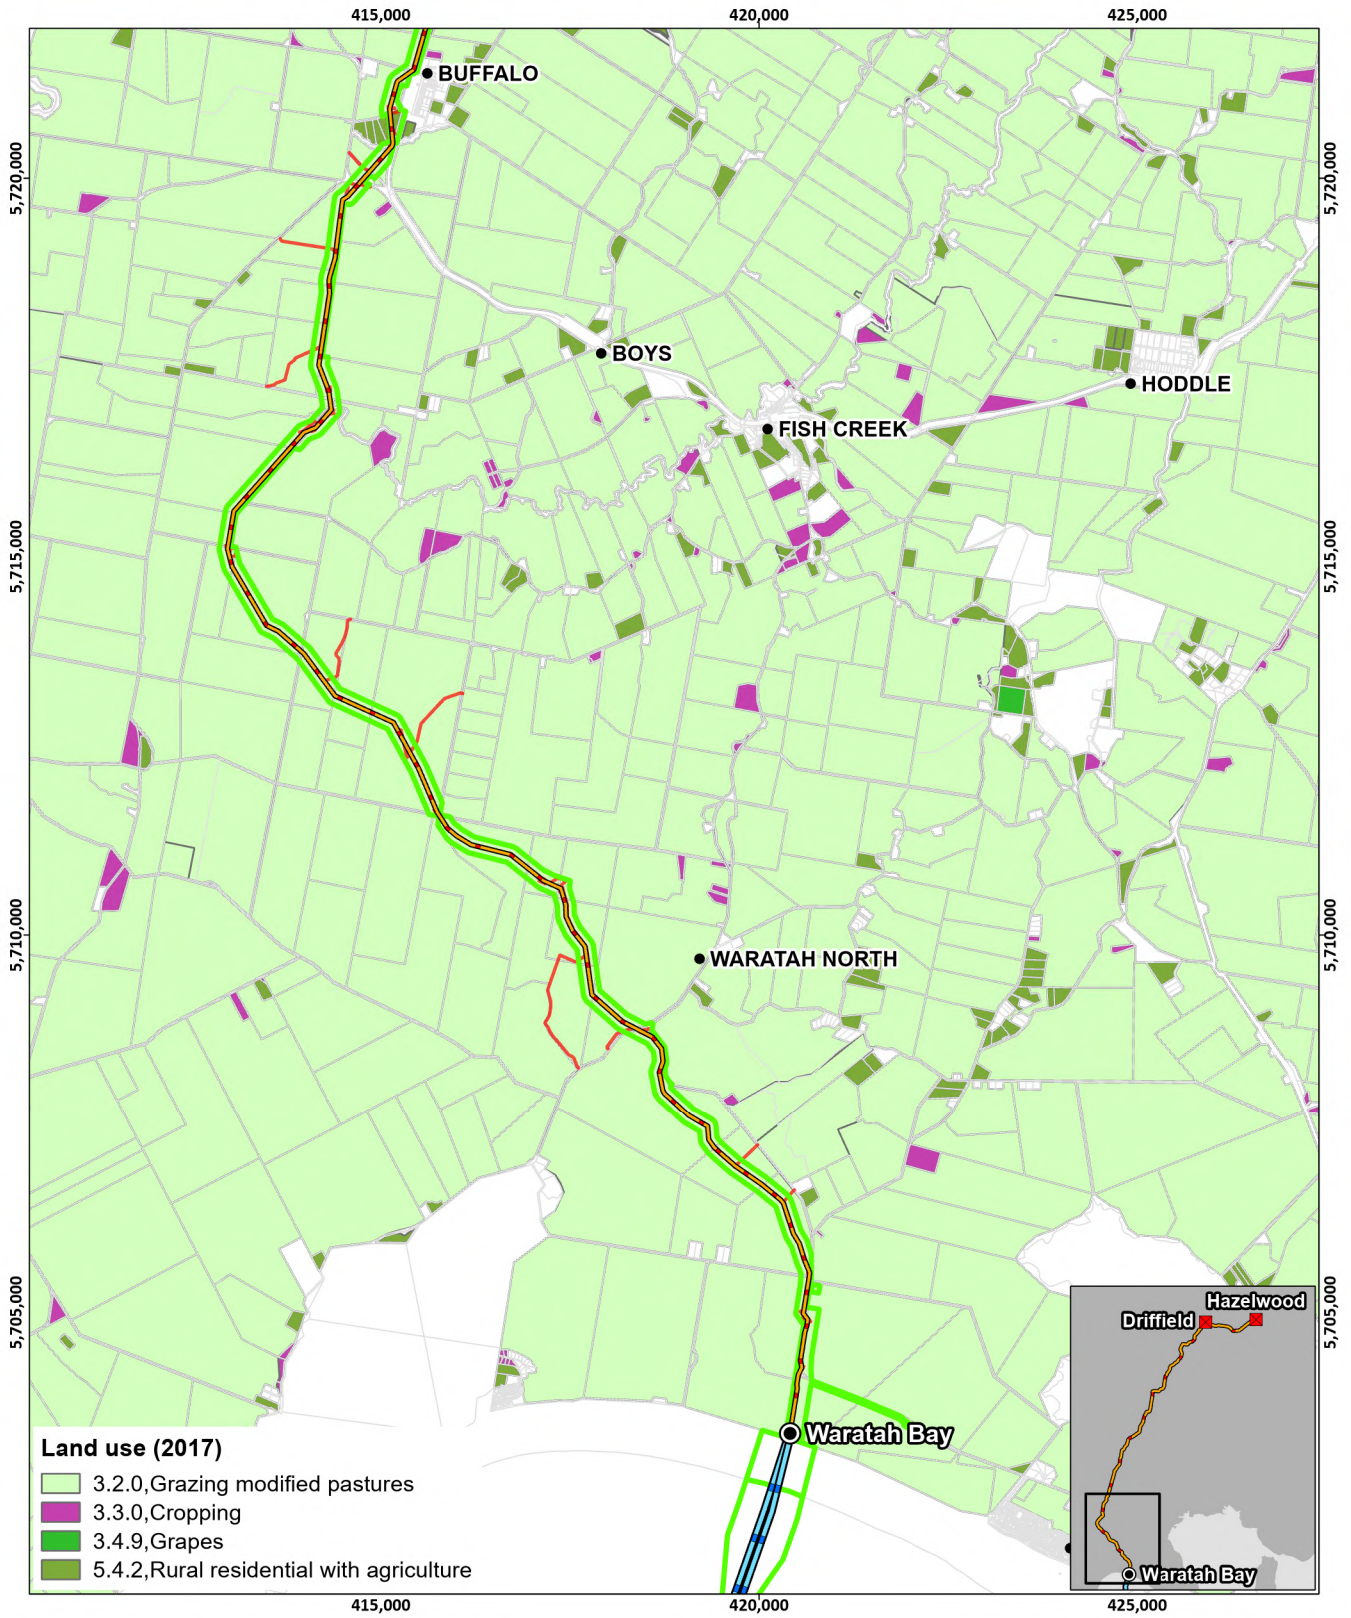 415,000
420,000
425,000
BUFFALO
5,720,000
5,720,000
BOYS
HODDLE
FISH CREEK
5,715,000
5,715,000
WARATAH NORTH
5,710,000
5,710,000
5,705,000
5,705,000
Hazelwood
Driffield
Waratah Bay
Waratah Bay
Land use (2017)
3.2.0,Grazing modified pastures
3.3.0,Cropping
3.4.9,Grapes
5.4.2,Rural residential with agriculture
415,000
420,000
425,000